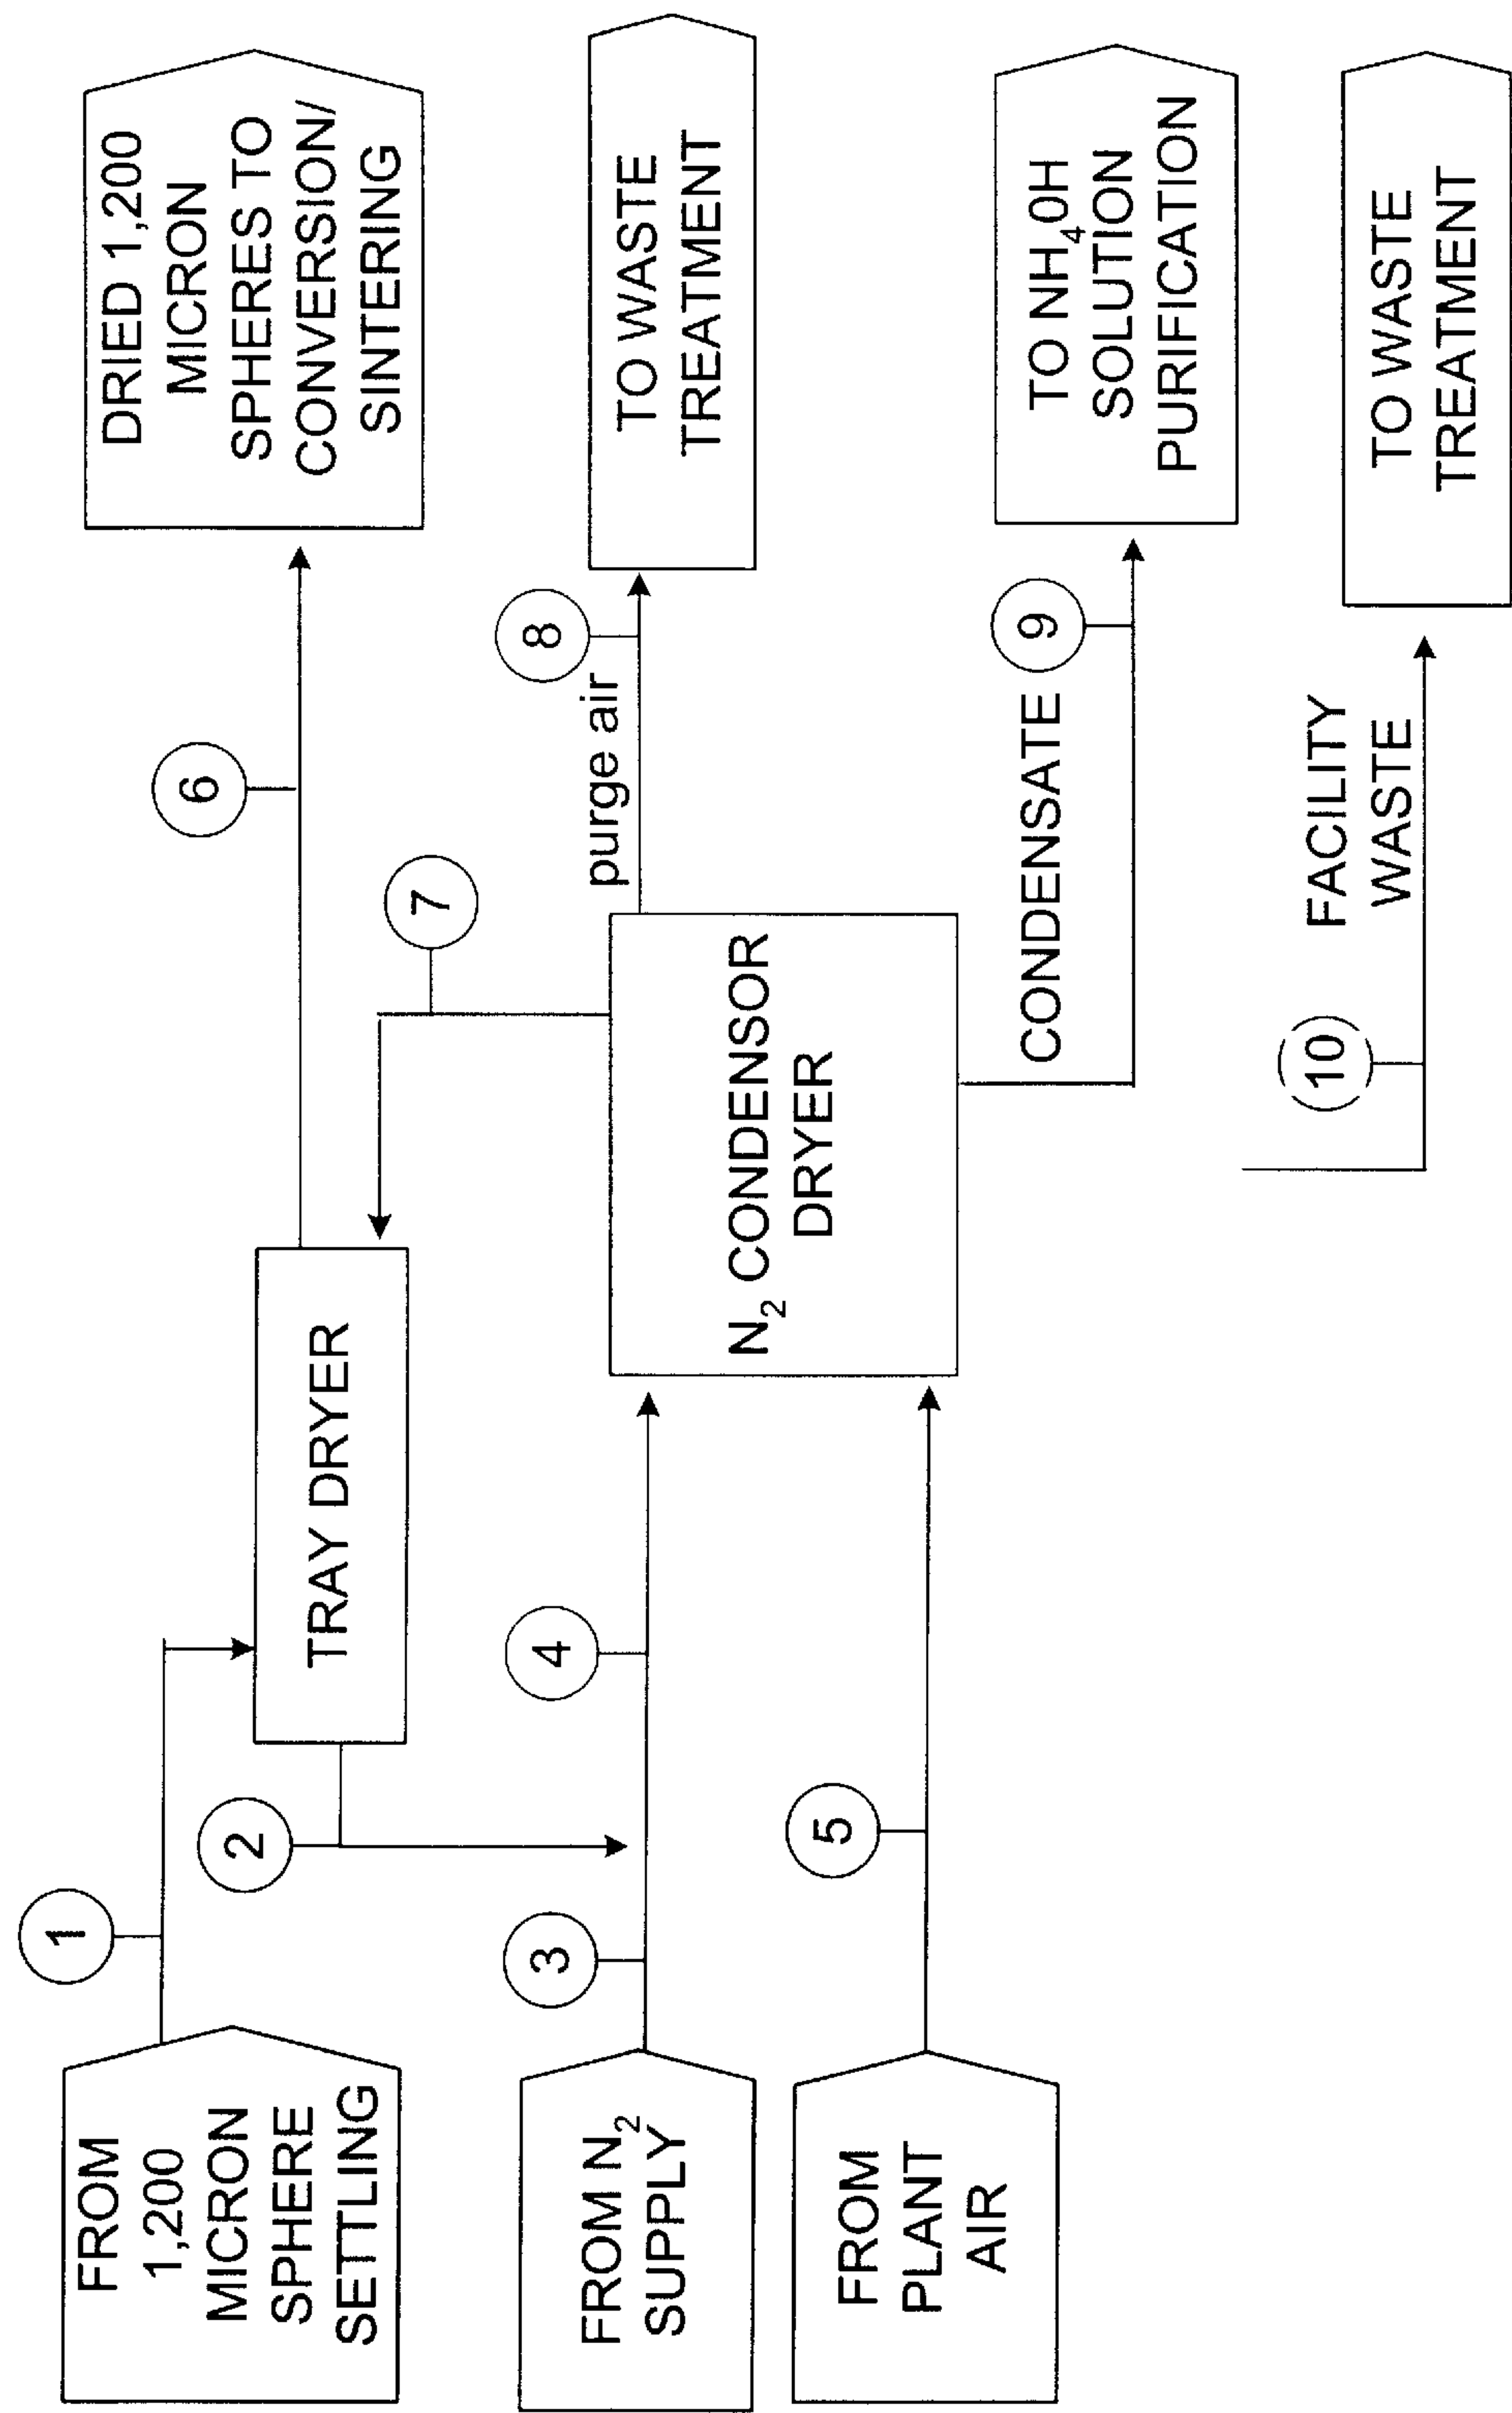 FROM
1,200
MICRON
SPHERE
SETTLING
1
2
TRAY DRYER
6
DRIED 1,200
MICRON
SPHERES TO
CONVERSION/
SINTERING
7
FROM N2
SUPPLY
3
4
N2 CONDENSOR
DRYER
purge air
8
TO WASTE
TREATMENT
FROM
PLANT
AIR
5
CONDENSATE
9
TO NH40H
SOLUTION
PURIFICATION
10
FACILITY
WASTE
TO WASTE
TREATMENT